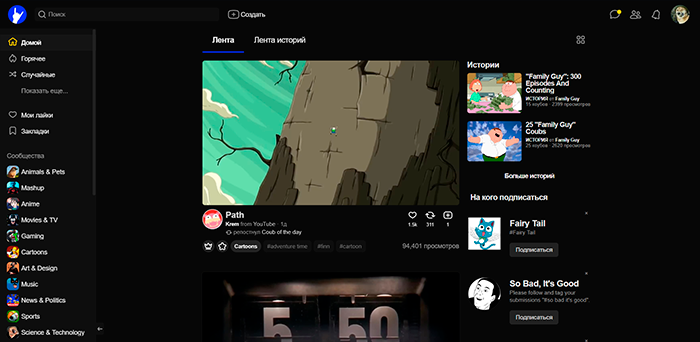 Поиск
Создать
Домой
Горячее
Случайные
Показать еще...
Мои лайки
Закладки
Сообщества
Animals & Pets
Mashup
Anime
Movies & TV
Gaming
Cartoons
Art & Design
Music
News & Politics
Sports
Science & Technology
Лента
Лента историй
Path
Krwm from YouTube · 1д
репостнул Coub of the day
1.5k
311
1
Cartoons
#adventure time
#finn
#cartoon
94,401 просмотров
5 50
Истории
"Family Guy": 300
Episodes And
Counting
ИСТОРИЯ от Family Guy
15 коубов · 2399 просмотров
25 "Family Guy"
Coubs
ИСТОРИЯ от Family Guy
25 коубов · 2620 просмотров
Больше историй
На кого подписаться
Fairy Tail
#Fairy Tail
Подписаться
So Bad, It's Good
Please follow and tag your
submissions "#so bad it's good".
Подписаться